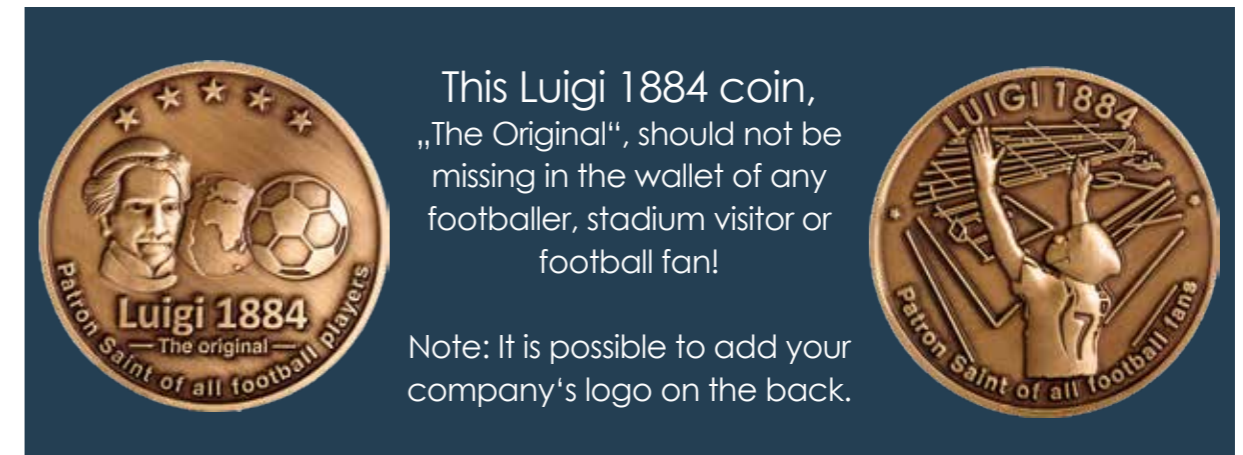 Luigi 1884
The original
Patron Saint of all football players
This Luigi 1884 coin,
„The Original“, should not be
missing in the wallet of any
footballer, stadium visitor or
football fan!
Note: It is possible to add your
company‘s logo on the back.
LUIGI 1884
7
Patron Saint of all football fans